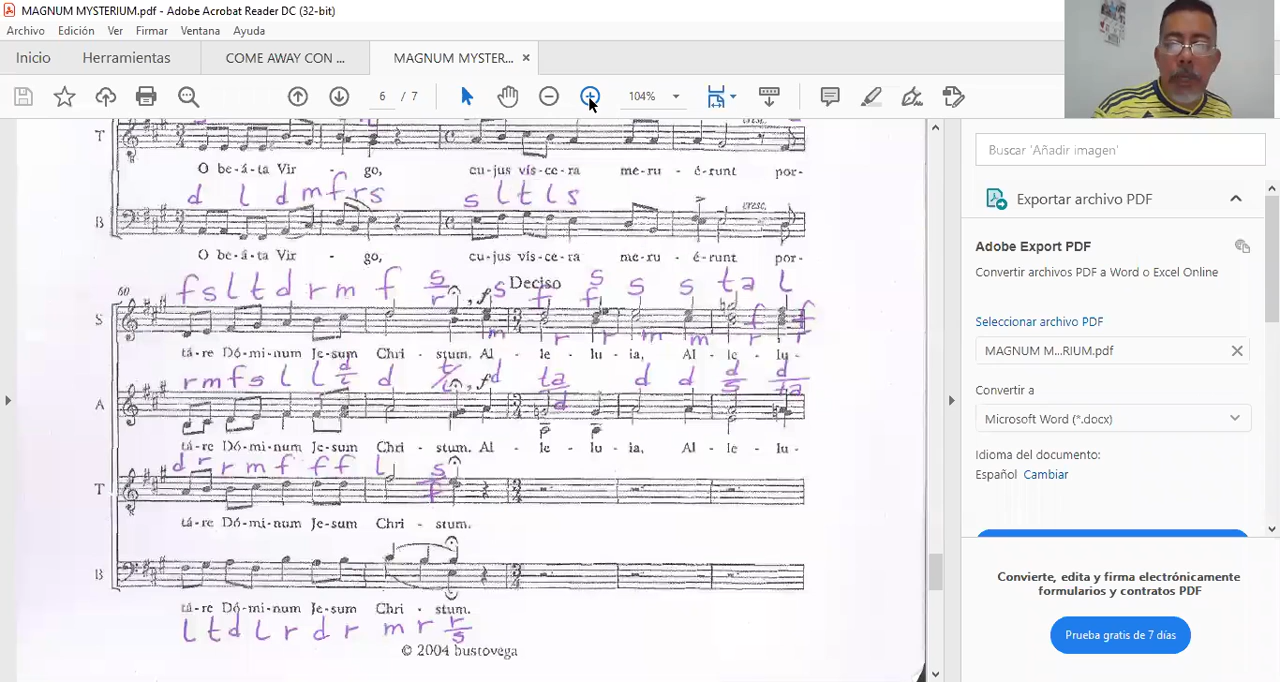 MAGNUM MYSTERIUM.pdf - Adobe Acrobat Reader DC (32-bit)
Archivo Edición Ver Firmar Ventana Ayuda
Inicio Herramientas COME AWAY CON ... MAGNUM MYSTER... ×
6 / 7 104%
T
O be-á-ta Vir - go, cu-jus vís-ce-ra me-ru - é-runt por-
d l d m f r s s l t l s
cresc.
B
O be-á-ta Vir - go, cu-jus vís-ce-ra me-ru - é-runt por-
f s l t d r m f s/r s Deciso s s s ta l
60
S
f f f f
m r r m m r r
tá-re Dó-mi-num Je-sum Chri - stum. Al - le - lu - ia, Al - le - lu -
r m f s l l d/l d d ta d d d/s d/ta
A
d
tá-re Dó-mi-num Je-sum Chri - stum. Al - le - lu - ia, Al - le - lu -
d r r m f f f l s/f
T
tá-re Dó-mi-num Je-sum Chri - stum.
B
tá-re Dó-mi-num Je-sum Chri - stum.
l t d l r d r m r r/s
© 2004 bustovega
Buscar 'Añadir imagen'
Exportar archivo PDF
Adobe Export PDF
Convertir archivos PDF a Word o Excel Online
Seleccionar archivo PDF
MAGNUM M...RIUM.pdf ×
Convertir a
Microsoft Word (*.docx)
Idioma del documento:
Español Cambiar
Convierte, edita y firma electrónicamente
formularios y contratos PDF
Prueba gratis de 7 días